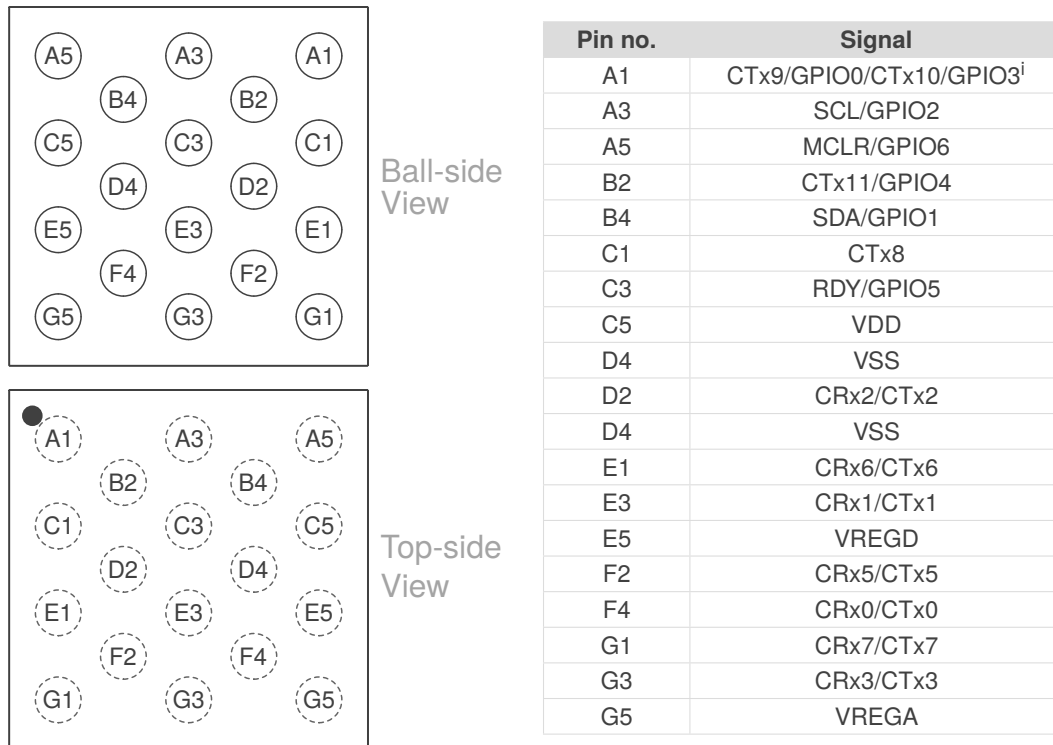 A5 A3 A1
B4 B2
C5 C3 C1
D4 D2
E5 E3 E1
F4 F2
G5 G3 G1
Ball-side
View
A1 A3 A5
B2 B4
C1 C3 C5
D2 D4
E1 E3 E5
F2 F4
G1 G3 G5
Top-side
View
Pin no. Signal
A1 CTx9/GPIO0/CTx10/GPIO3i
A3 SCL/GPIO2
A5 MCLR/GPIO6
B2 CTx11/GPIO4
B4 SDA/GPIO1
C1 CTx8
C3 RDY/GPIO5
C5 VDD
D4 VSS
D2 CRx2/CTx2
D4 VSS
E1 CRx6/CTx6
E3 CRx1/CTx1
E5 VREGD
F2 CRx5/CTx5
F4 CRx0/CTx0
G1 CRx7/CTx7
G3 CRx3/CTx3
G5 VREGA